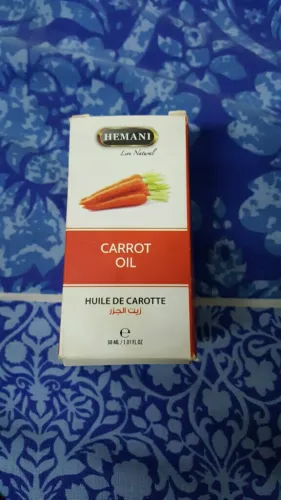 HEMANI
Live Natural
CARROT
OIL
HUILE DE CAROTTE
زيت الجزر
e
30 ML / 1.01 FL OZ